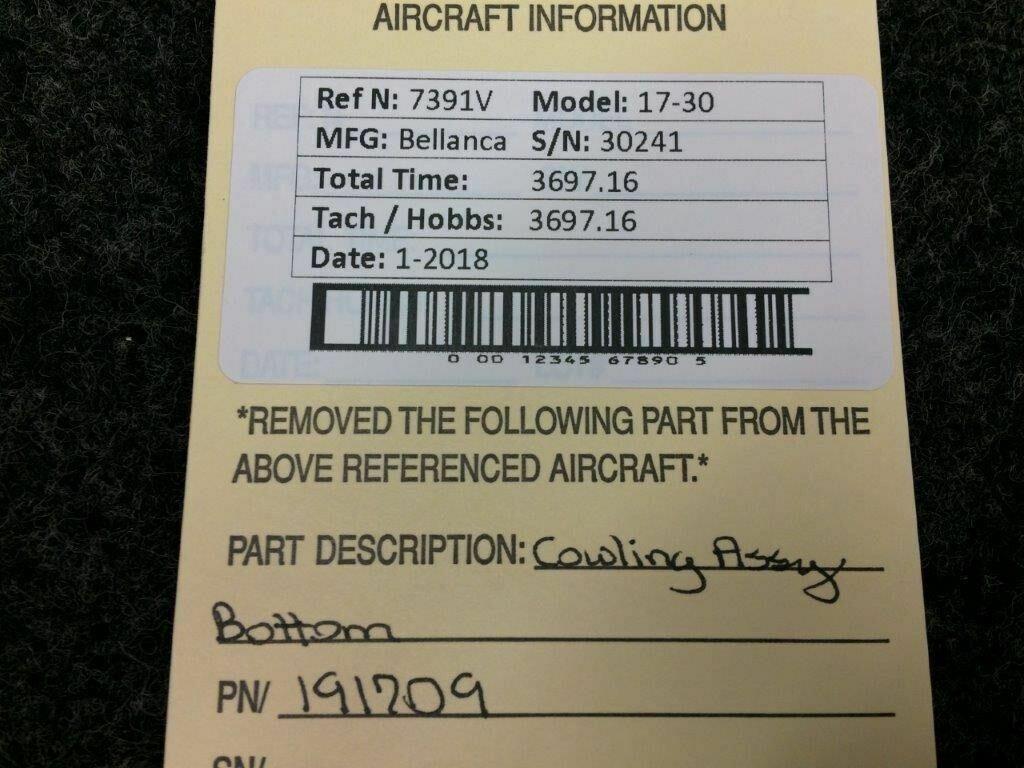 AIRCRAFT INFORMATION
Ref N: 7391V Model: 17-30
MFG: Bellanca S/N: 30241
Total Time: 3697.16
Tach / Hobbs: 3697.16
Date: 1-2018
0 00 12345 67890 5
*REMOVED THE FOLLOWING PART FROM THE
ABOVE REFERENCED AIRCRAFT.*
PART DESCRIPTION: Cowling Assy
Bottom
PN/ 191709
SN/